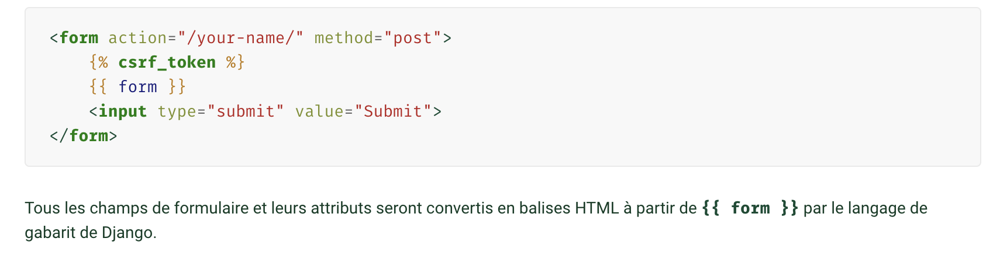 <form action="/your-name/" method="post">
    {% csrf_token %}
    {{ form }}
    <input type="submit" value="Submit">
</form>
Tous les champs de formulaire et leurs attributs seront convertis en balises HTML à partir de {{ form }} par le langage de
gabarit de Django.